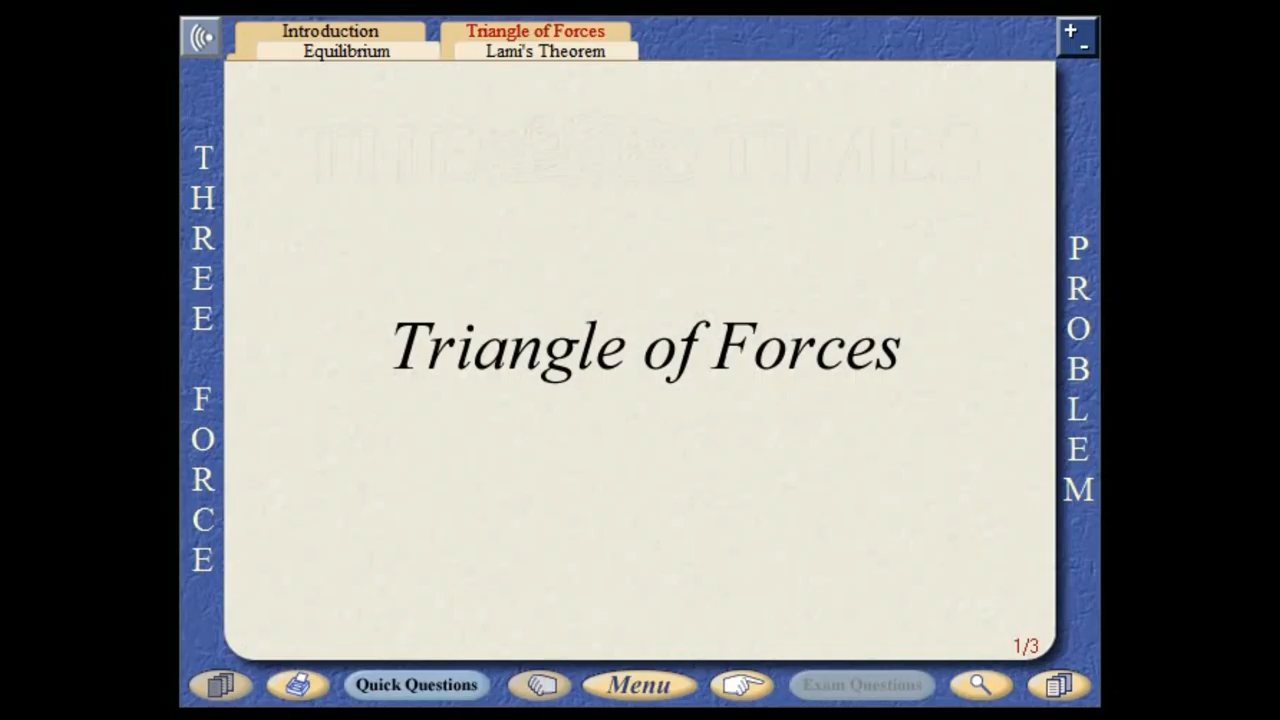 Introduction
Triangle of Forces
Equilibrium
Lami's Theorem
THREE FORCE
PROBLEM
Triangle of Forces
1/3
Quick Questions
Menu
Exam Questions
+
-